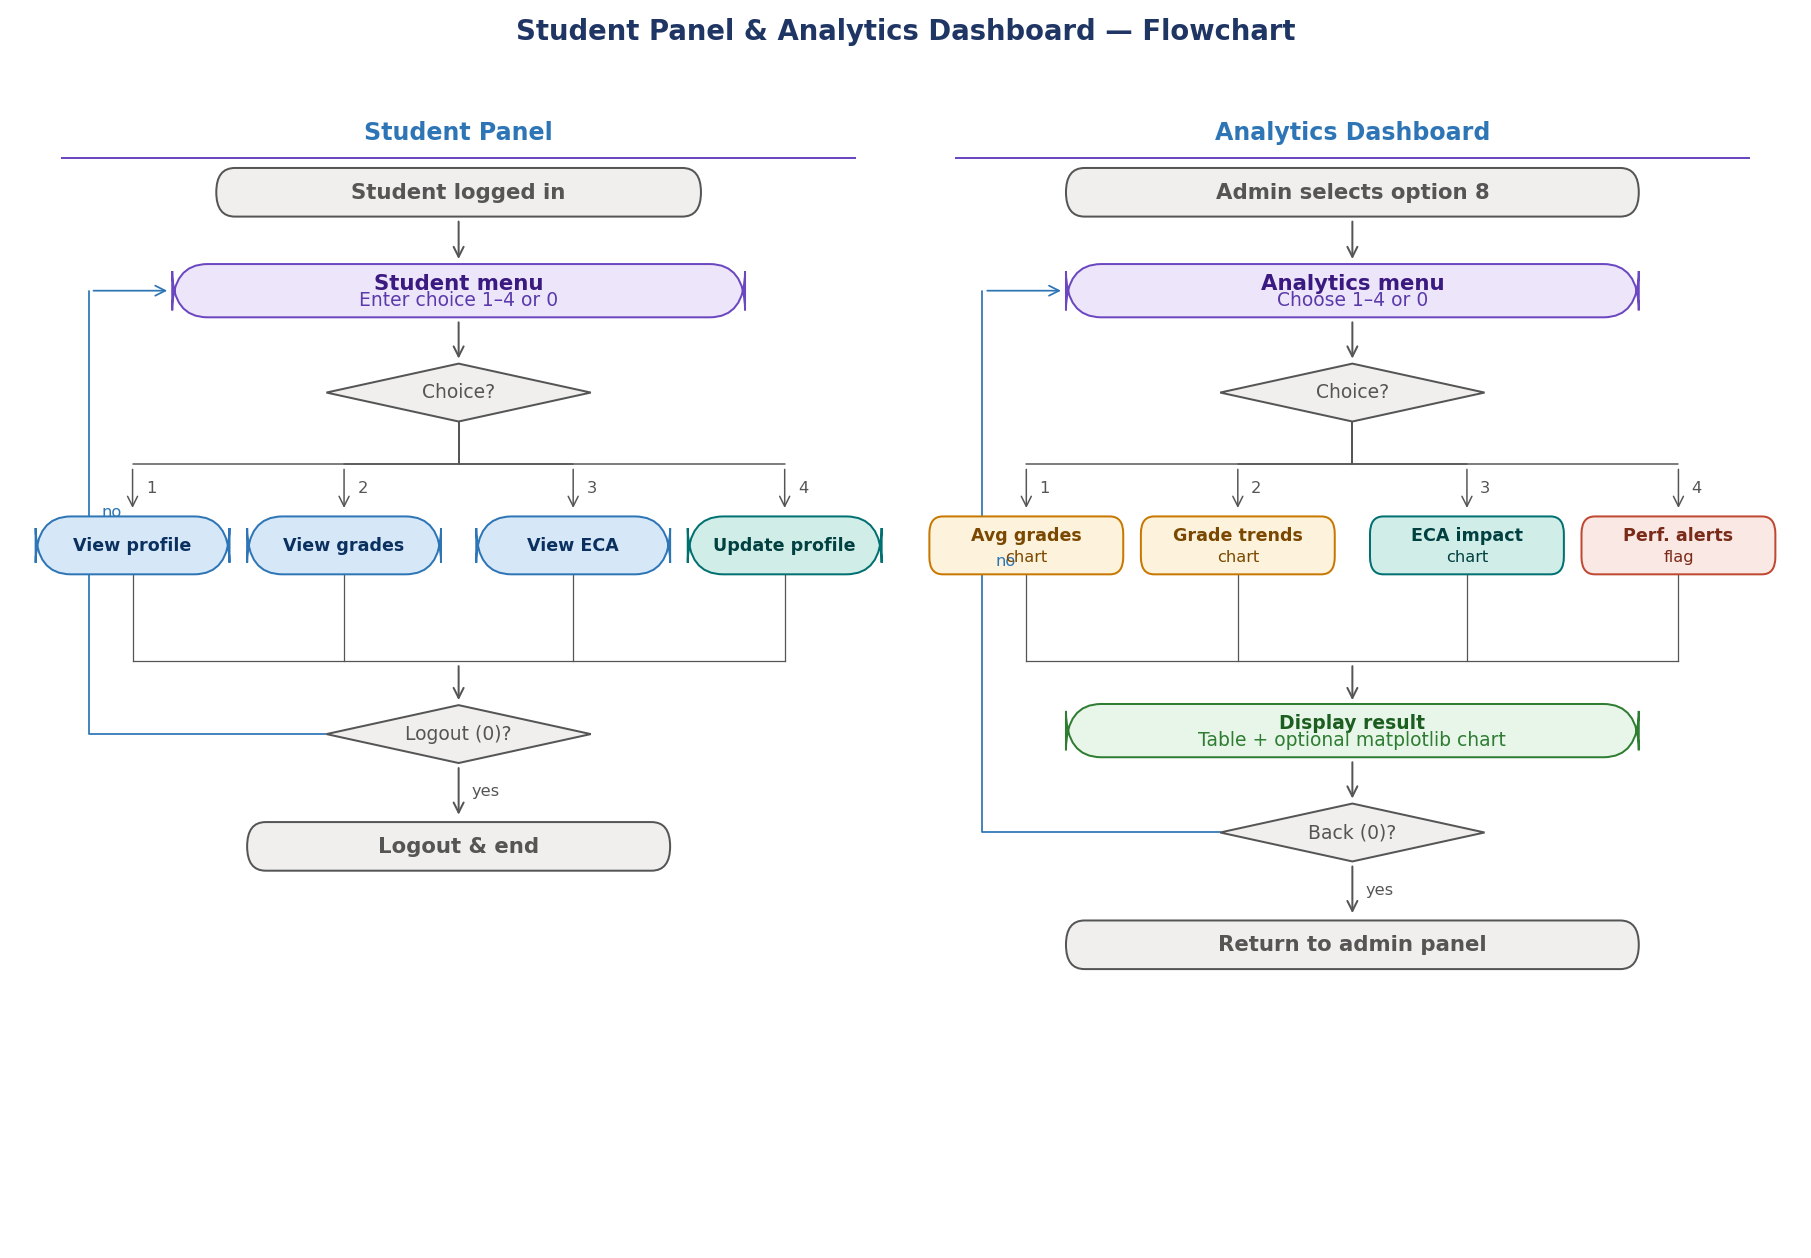 Student Panel & Analytics Dashboard — Flowchart
Student Panel
Student logged in
Student menu
Enter choice 1–4 or 0
Choice?
1
2
3
4
no
View profile
View grades
View ECA
Update profile
Logout (0)?
yes
Logout & end
Analytics Dashboard
Admin selects option 8
Analytics menu
Choose 1–4 or 0
Choice?
1
2
3
4
Avg grades
chart
no
Grade trends
chart
ECA impact
chart
Perf. alerts
flag
Display result
Table + optional matplotlib chart
Back (0)?
yes
Return to admin panel